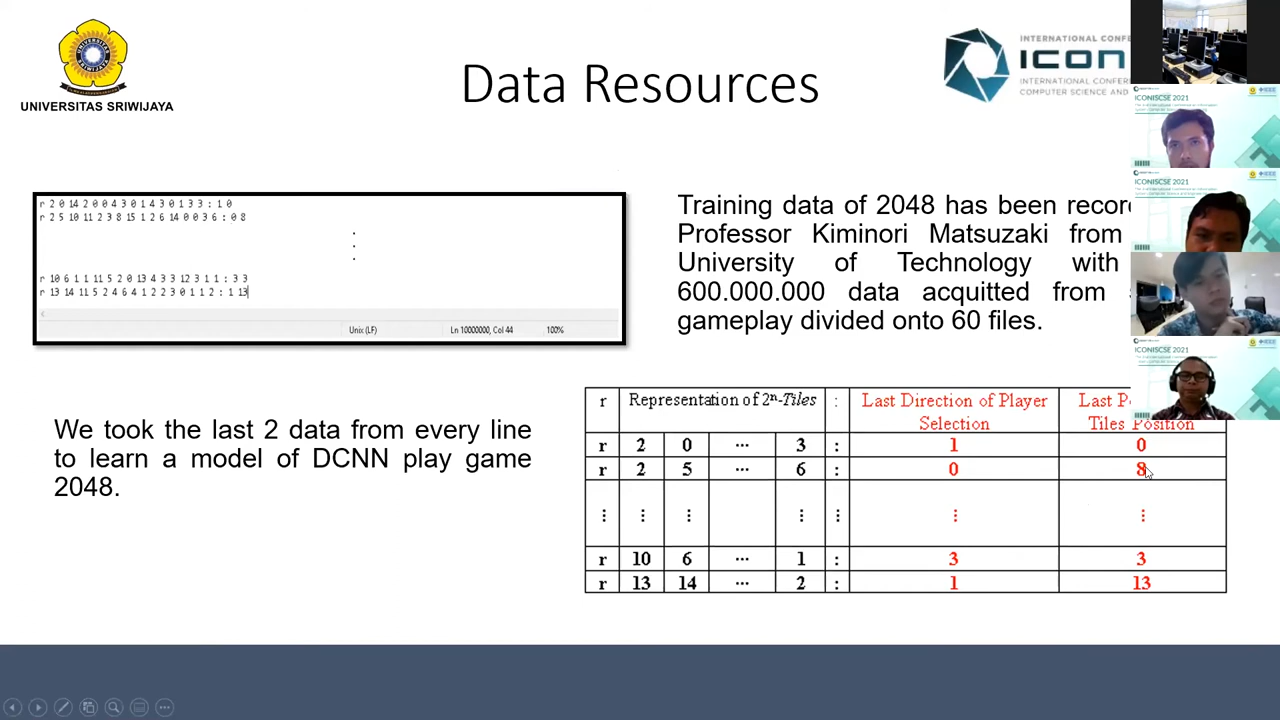 UNIVERSITAS SRIWIJAYA
Data Resources
INTERNATIONAL
ICON
INTERNATIONAL
COMPUTER SCIENCE AND
r 2 0 14 2 0 0 4 3 0 1 4 3 0 1 3 3 : 1 0
r 2 5 10 11 2 3 8 15 1 2 6 14 0 0 3 6 : 0 8
.
.
.
r 10 6 1 1 11 5 2 0 13 4 3 3 12 3 1 1 : 3 3
r 13 14 11 5 2 4 6 4 1 2 2 3 0 1 1 2 : 1 13
Unix (LF) Ln 10000000, Col 44 100%
Training data of 2048 has been
Professor Kiminori Matsuzaki from
University of Technology with
600.000.000 data acquitted from
gameplay divided onto 60 files.
We took the last 2 data from every line
to learn a model of DCNN play game
2048.
r Representation of 2ⁿ-Tiles : Last Direction of Player Last
Selection Tiles Position
r 2 0 ... 3 : 1 0
r 2 5 ... 6 : 0 8
⋮ ⋮ ⋮ ⋮ ⋮ ⋮ ⋮
r 10 6 ... 1 : 3 3
r 13 14 ... 2 : 1 13
ICONISCSE 2021
ICONISCSE 2021
ICONISCSE 2021